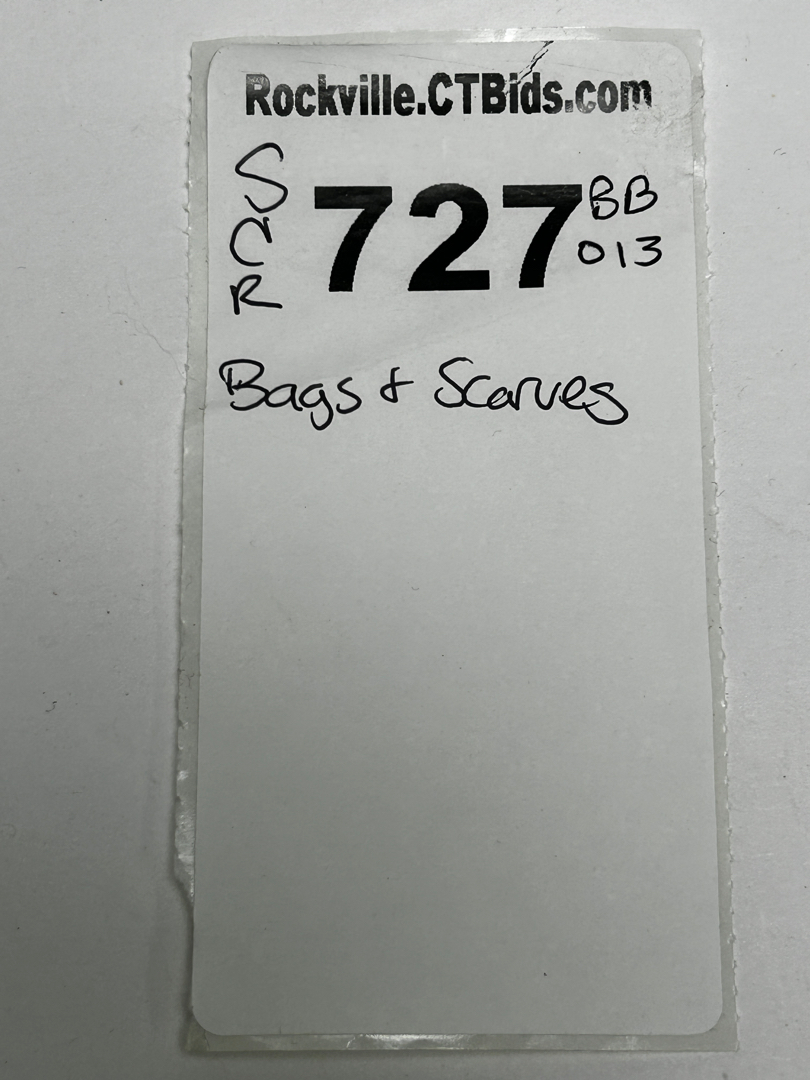 Rockville.CTBids.com
S
C
R
727
BB
013
Bags & Scarves